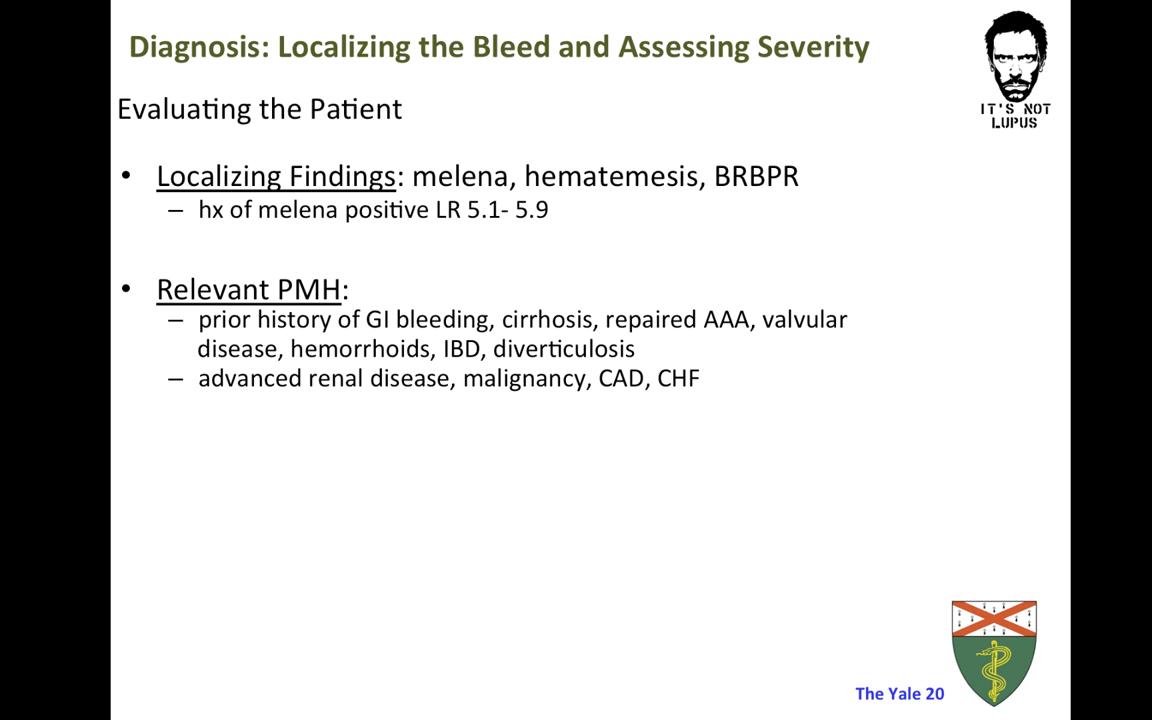 Diagnosis: Localizing the Bleed and Assessing Severity
IT'S NOT
LUPUS
Evaluating the Patient
• Localizing Findings: melena, hematemesis, BRBPR
– hx of melena positive LR 5.1- 5.9
• Relevant PMH:
– prior history of GI bleeding, cirrhosis, repaired AAA, valvular
disease, hemorrhoids, IBD, diverticulosis
– advanced renal disease, malignancy, CAD, CHF
The Yale 20